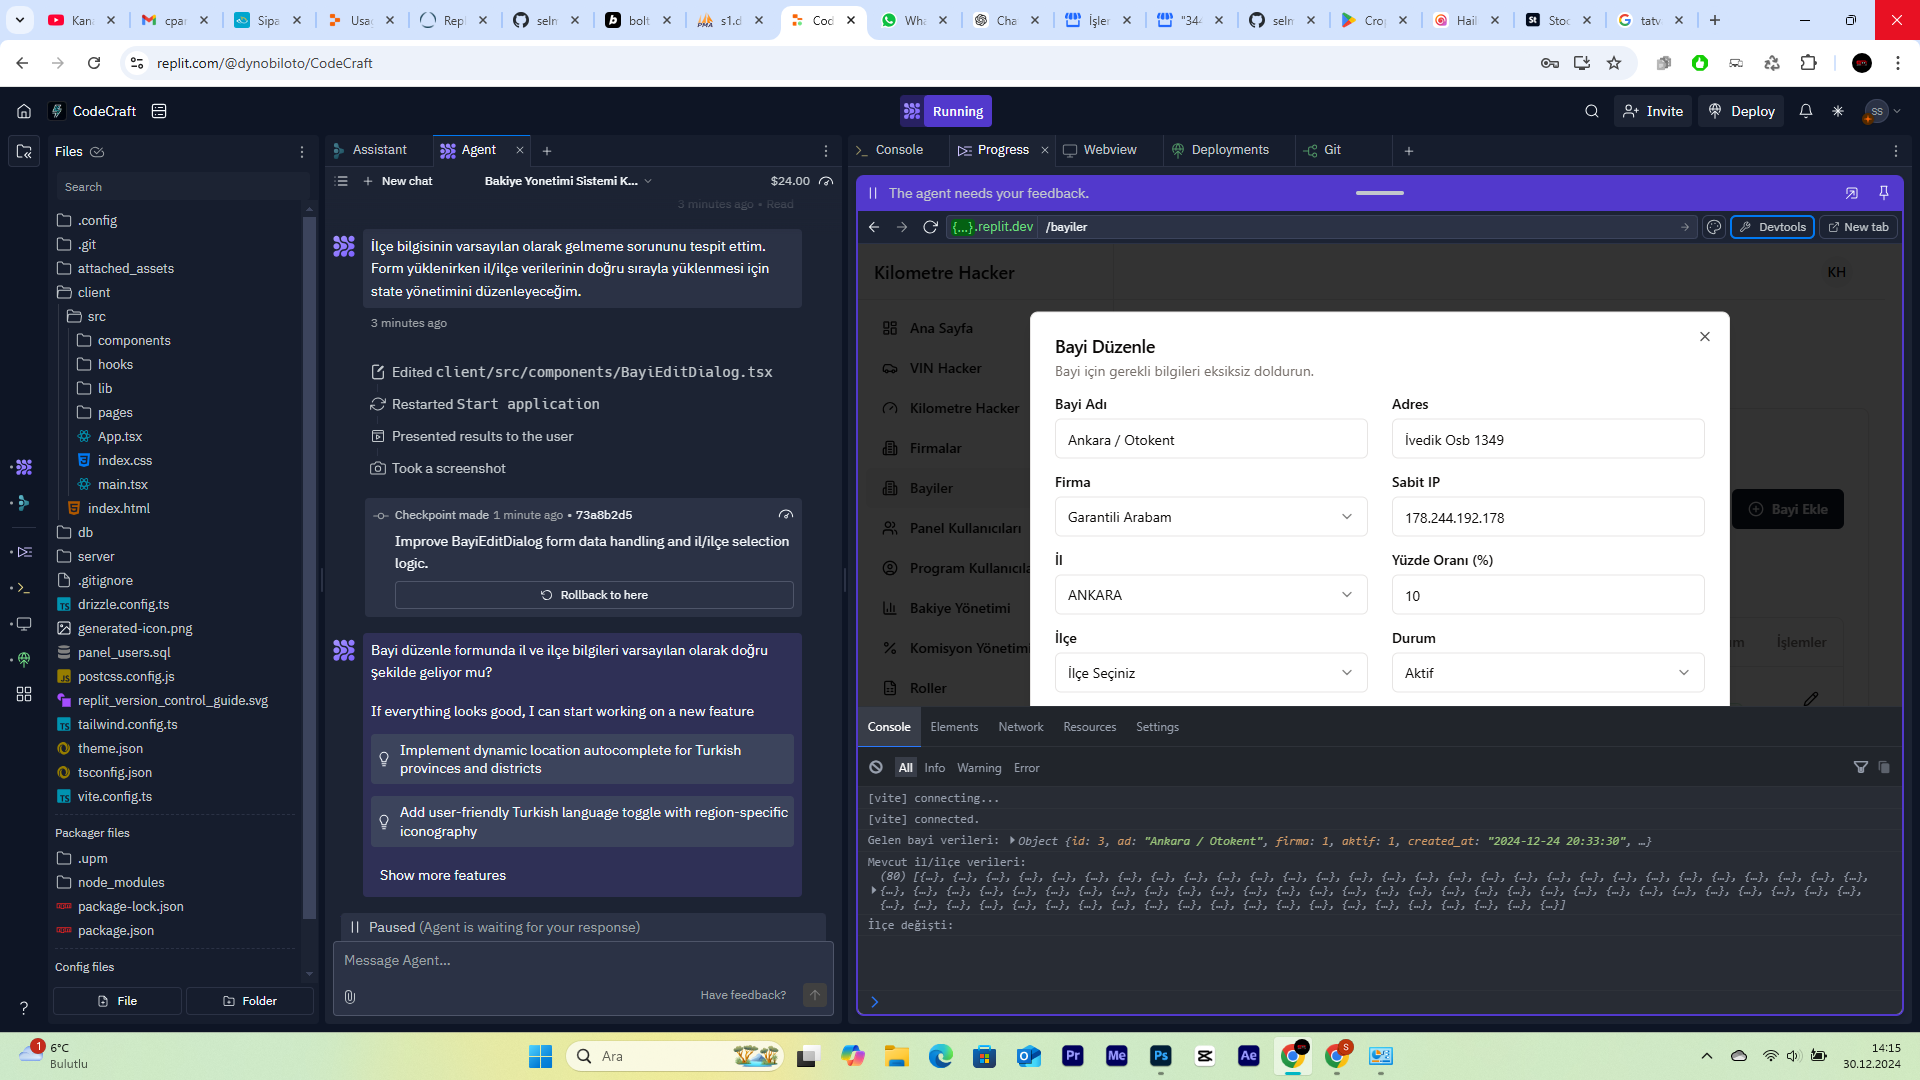 Kana
cpar
Sipa
Usag
Repl
seln
bolt
s1.d
Cod
Wha
Cha
İşler
"344
seln
Cro
Hail
Stoc
tatv
replit.com/@dynobiloto/CodeCraft
CodeCraft
Running
Invite
Deploy
SS
Files
Search
.config
.git
attached_assets
client
src
components
hooks
lib
pages
App.tsx
index.css
main.tsx
index.html
db
server
.gitignore
drizzle.config.ts
generated-icon.png
panel_users.sql
postcss.config.js
replit_version_control_guide.svg
tailwind.config.ts
theme.json
tsconfig.json
vite.config.ts
Packager files
.upm
node_modules
package-lock.json
package.json
Config files
File
Folder
Assistant
Agent
New chat
Bakiye Yonetimi Sistemi K...
$24.00
3 minutes ago • Read
İlçe bilgisinin varsayılan olarak gelmeme sorununu tespit ettim.
Form yüklenirken il/ilçe verilerinin doğru sırayla yüklenmesi için
state yönetimini düzenleyeceğim.
3 minutes ago
Edited client/src/components/BayiEditDialog.tsx
Restarted Start application
Presented results to the user
Took a screenshot
Checkpoint made 1 minute ago • 73a8b2d5
Improve BayiEditDialog form data handling and il/ilçe selection
logic.
Rollback to here
Bayi düzenle formunda il ve ilçe bilgileri varsayılan olarak doğru
şekilde geliyor mu?
If everything looks good, I can start working on a new feature
Implement dynamic location autocomplete for Turkish
provinces and districts
Add user-friendly Turkish language toggle with region-specific
iconography
Show more features
Paused (Agent is waiting for your response)
Message Agent...
Have feedback?
Console
Progress
Webview
Deployments
Git
The agent needs your feedback.
{...}.replit.dev
/bayiler
Devtools
New tab
Kilometre Hacker
KH
Ana Sayfa
VIN Hacker
Kilometre Hacker
Firmalar
Bayiler
Panel Kullanıcıları
Program Kullanıcıla
Bakiye Yönetimi
Komisyon Yönetimi
Roller
Bayi Ekle
İşlemler
Bayi Düzenle
Bayi için gerekli bilgileri eksiksiz doldurun.
Bayi Adı
Adres
Ankara / Otokent
İvedik Osb 1349
Firma
Sabit IP
Garantili Arabam
178.244.192.178
İl
Yüzde Oranı (%)
ANKARA
10
İlçe
Durum
İlçe Seçiniz
Aktif
Console
Elements
Network
Resources
Settings
All
Info
Warning
Error
[vite] connecting...
[vite] connected.
Gelen bayi verileri: Object {id: 3, ad: "Ankara / Otokent", firma: 1, aktif: 1, created_at: "2024-12-24 20:33:30", …}
Mevcut il/ilçe verileri:
(80) [{…}, {…}, {…}, {…}, {…}, {…}, {…}, {…}, {…}, {…}, {…}, {…}, {…}, {…}, {…}, {…}, {…}, {…}, {…}, {…}, {…}, {…}, {…}, {…}, {…}, {…}, {…}, {…}, {…},
{…}, {…}, {…}, {…}, {…}, {…}, {…}, {…}, {…}, {…}, {…}, {…}, {…}, {…}, {…}, {…}, {…}, {…}, {…}, {…}, {…}, {…}, {…}, {…}, {…}, {…}, {…}, {…}, {…}, {…},
{…}, {…}, {…}, {…}, {…}, {…}, {…}, {…}, {…}, {…}, {…}, {…}, {…}, {…}, {…}, {…}, {…}, {…}, {…}, {…}, {…}]
İlçe değişti:
1
6°C
Bulutlu
Ara
14:15
30.12.2024